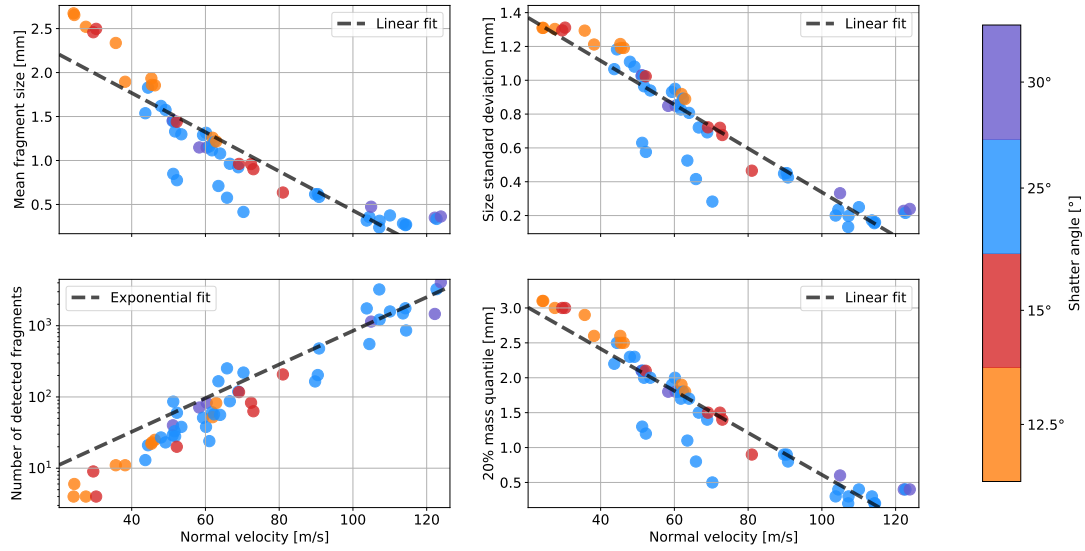 Mean fragment size [mm]
2.5
2.0
1.5
1.0
0.5
Linear fit
Size standard deviation [mm]
1.4
1.2
1.0
0.8
0.6
0.4
0.2
Linear fit
Number of detected fragments
10³
10²
10¹
Exponential fit
40 60 80 100 120
Normal velocity [m/s]
20% mass quantile [mm]
3.0
2.5
2.0
1.5
1.0
0.5
Linear fit
40 60 80 100 120
Normal velocity [m/s]
30°
25°
15°
12.5°
Shatter angle [°]